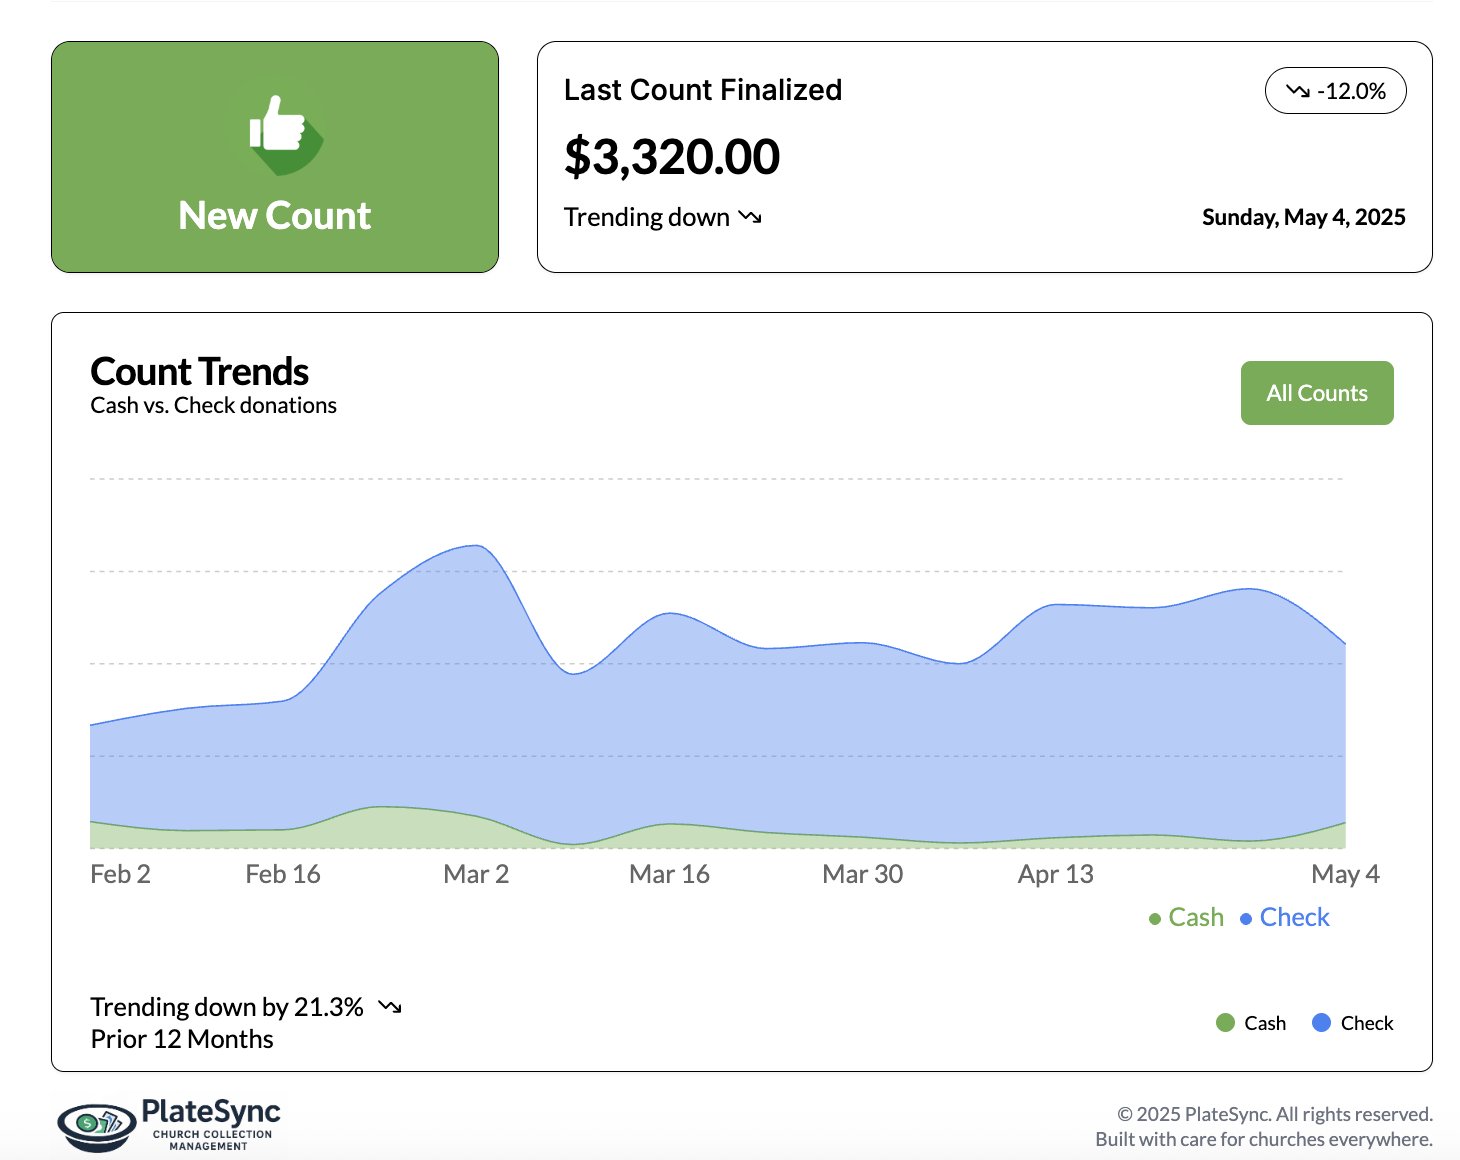 New Count
Last Count Finalized
-12.0%
$3,320.00
Trending down
Sunday, May 4, 2025
Count Trends
Cash vs. Check donations
All Counts
Feb 2 Feb 16 Mar 2 Mar 16 Mar 30 Apr 13 May 4
Cash Check
Trending down by 21.3%
Prior 12 Months
Cash Check
$
PlateSync
CHURCH COLLECTION
MANAGEMENT
© 2025 PlateSync. All rights reserved.
Built with care for churches everywhere.